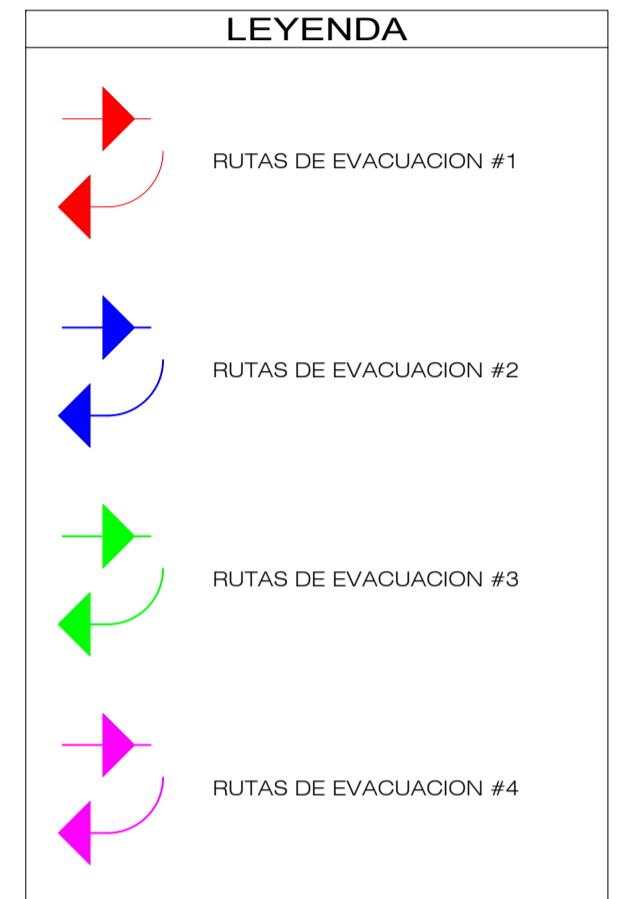 LEYENDA
RUTAS DE EVACUACION #1
RUTAS DE EVACUACION #2
RUTAS DE EVACUACION #3
RUTAS DE EVACUACION #4